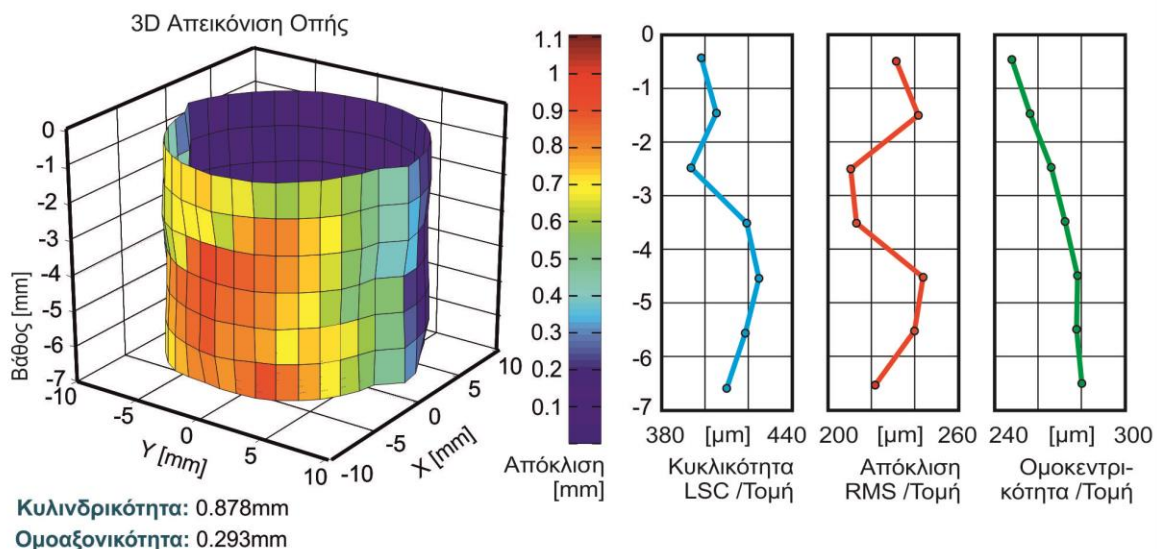 3D Απεικόνιση Οπής
0
-1
-2
-3
-4
-5
-6
-7
Βάθος [mm]
-10
-5
0
5
10
Y [mm]
-10
-5
0
5
10
X [mm]
1.1
1
0.9
0.8
0.7
0.6
0.5
0.4
0.3
0.2
0.1
Απόκλιση
[mm]
0
-1
-2
-3
-4
-5
-6
-7
380 [μm] 440
Κυκλικότητα
LSC /Τομή
200 [μm] 260
Απόκλιση
RMS /Τομή
240 [μm] 300
Ομοκεντρι-
κότητα /Τομή
Κυλινδρικότητα: 0.878mm
Ομοαξονικότητα: 0.293mm